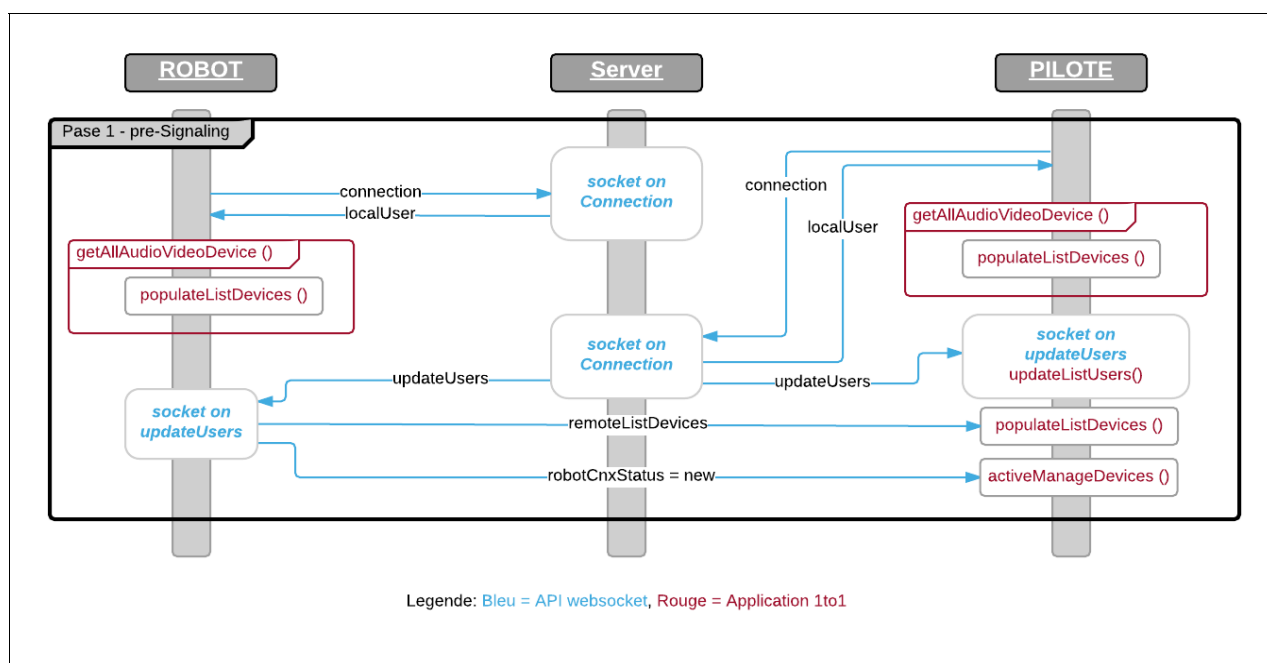 ROBOT
Server
PILOTE
Pase 1 - pre-Signaling
socket on
Connection
connection
localUser
connection
localUser
getAllAudioVideoDevice ()
populateListDevices ()
getAllAudioVideoDevice ()
populateListDevices ()
socket on
Connection
socket on
updateUsers
updateListUsers()
updateUsers
updateUsers
socket on
updateUsers
remoteListDevices
populateListDevices ()
robotCnxStatus = new
activeManageDevices ()
Legende: Bleu = API websocket, Rouge = Application 1to1